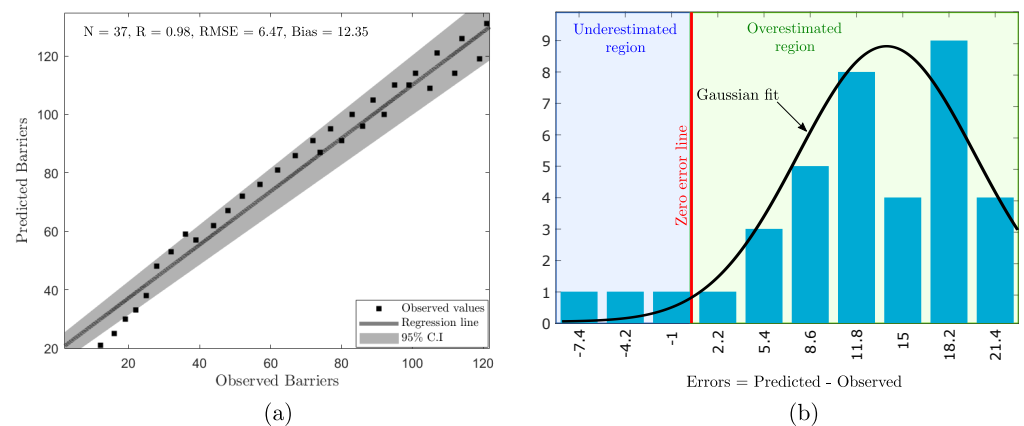 N = 37, R = 0.98, RMSE = 6.47, Bias = 12.35
120
100
80
60
40
20
Predicted Barriers
20
40
60
80
100
120
Observed Barriers
Observed values
Regression line
95% C.I
(a)
Underestimated
region
Overestimated
region
Gaussian fit
Zero error line
9
8
7
6
5
4
3
2
1
0
-7.4
-4.2
-1
2.2
5.4
8.6
11.8
15
18.2
21.4
Errors = Predicted - Observed
(b)